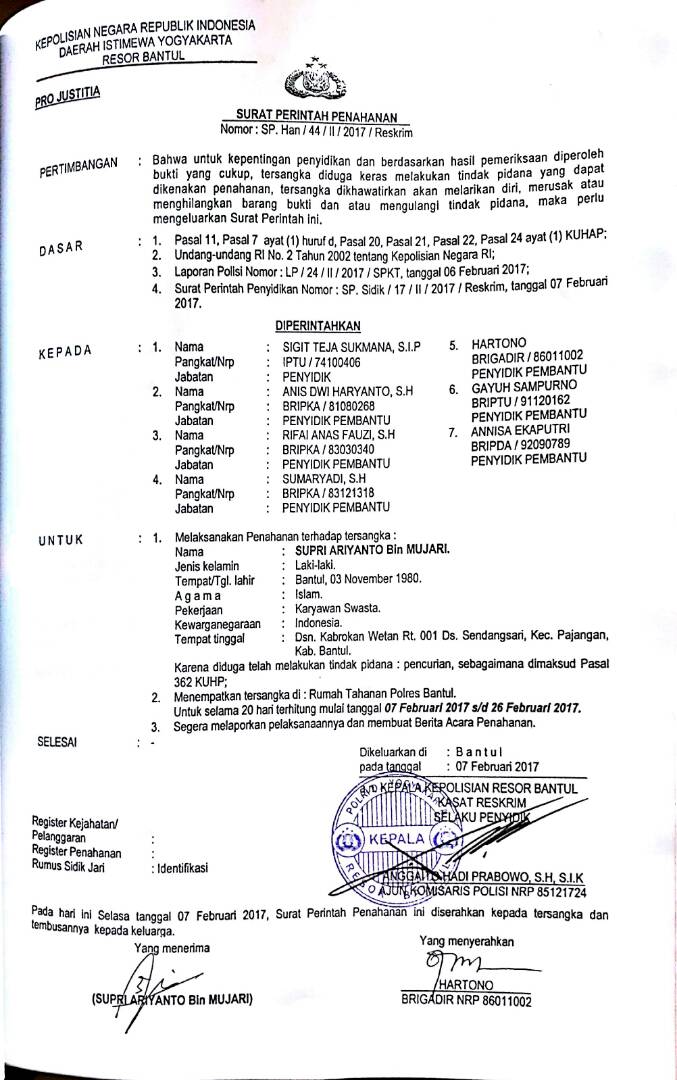 KEPOLISIAN NEGARA REPUBLIK INDONESIA
DAERAH ISTIMEWA YOGYAKARTA
RESOR BANTUL
PRO JUSTITIA
SURAT PERINTAH PENAHANAN
Nomor : SP. Han / 44 / II / 2017 / Reskrim
PERTIMBANGAN : Bahwa untuk kepentingan penyidikan dan berdasarkan hasil pemeriksaan diperoleh
bukti yang cukup, tersangka diduga keras melakukan tindak pidana yang dapat
dikenakan penahanan, tersangka dikhawatirkan akan melarikan diri, merusak atau
menghilangkan barang bukti dan atau mengulangi tindak pidana, maka perlu
mengeluarkan Surat Perintah Ini.
D A S A R : 1. Pasal 11, Pasal 7 ayat (1) huruf d, Pasal 20, Pasal 21, Pasal 22, Pasal 24 ayat (1) KUHAP;
2. Undang-undang RI No. 2 Tahun 2002 tentang Kepolisian Negara RI;
3. Laporan Polisi Nomor : LP / 24 / II / 2017 / SPKT, tanggal 06 Februari 2017;
4. Surat Perintah Penyidikan Nomor : SP. Sidik / 17 / II / 2017 / Reskrim, tanggal 07 Februari
2017.
DIPERINTAHKAN
K E P A D A : 1. Nama : SIGIT TEJA SUKMANA, S.I.P
Pangkat/Nrp : IPTU / 74100406
Jabatan : PENYIDIK
2. Nama : ANIS DWI HARYANTO, S.H
Pangkat/Nrp : BRIPKA / 81080268
Jabatan : PENYIDIK PEMBANTU
3. Nama : RIFAI ANAS FAUZI, S.H
Pangkat/Nrp : BRIPKA / 83030340
Jabatan : PENYIDIK PEMBANTU
4. Nama : SUMARYADI, S.H
Pangkat/Nrp : BRIPKA / 83121318
Jabatan : PENYIDIK PEMBANTU
5. HARTONO
BRIGADIR / 86011002
PENYIDIK PEMBANTU
6. GAYUH SAMPURNO
BRIPTU / 91120162
PENYIDIK PEMBANTU
7. ANNISA EKAPUTRI
BRIPDA / 92090789
PENYIDIK PEMBANTU
U N T U K : 1. Melaksanakan Penahanan terhadap tersangka :
Nama : SUPRI ARIYANTO Bin MUJARI.
Jenis kelamin : Laki-laki.
Tempat/Tgl. lahir : Bantul, 03 November 1980.
A g a m a : Islam.
Pekerjaan : Karyawan Swasta.
Kewarganegaraan : Indonesia.
Tempat tinggal : Dsn. Kabrokan Wetan Rt. 001 Ds. Sendangsari, Kec. Pajangan,
Kab. Bantul.
Karena diduga telah melakukan tindak pidana : pencurian, sebagaimana dimaksud Pasal
362 KUHP;
2. Menempatkan tersangka di : Rumah Tahanan Polres Bantul.
Untuk selama 20 hari terhitung mulai tanggal 07 Februari 2017 s/d 26 Februari 2017.
3. Segera melaporkan pelaksanaannya dan membuat Berita Acara Penahanan.
SELESAI : -
Dikeluarkan di : B a n t u l
pada tanggal : 07 Februari 2017
KEPALA KEPOLISIAN RESOR BANTUL
KASAT RESKRIM
SELAKU PENYIDIK
KEPALA
HADI PRABOWO, S.H, S.I.K
AJUN KOMISARIS POLISI NRP 85121724
Register Kejahatan/
Pelanggaran :
Register Penahanan :
Rumus Sidik Jari : Identifikasi
Pada hari ini Selasa tanggal 07 Februari 2017, Surat Perintah Penahanan ini diserahkan kepada tersangka dan
tembusannya kepada keluarga.
Yang menerima
(SUPRI ARIYANTO Bin MUJARI)
Yang menyerahkan
HARTONO
BRIGADIR NRP 86011002